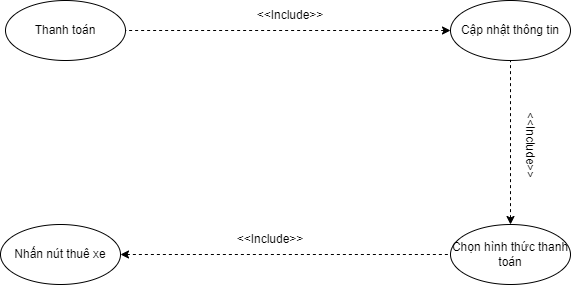 <<Include>>
Thanh toán
Cập nhật thông tin
<<Include>>
<<Include>>
Chọn hình thức thanh
toán
Nhấn nút thuê xe